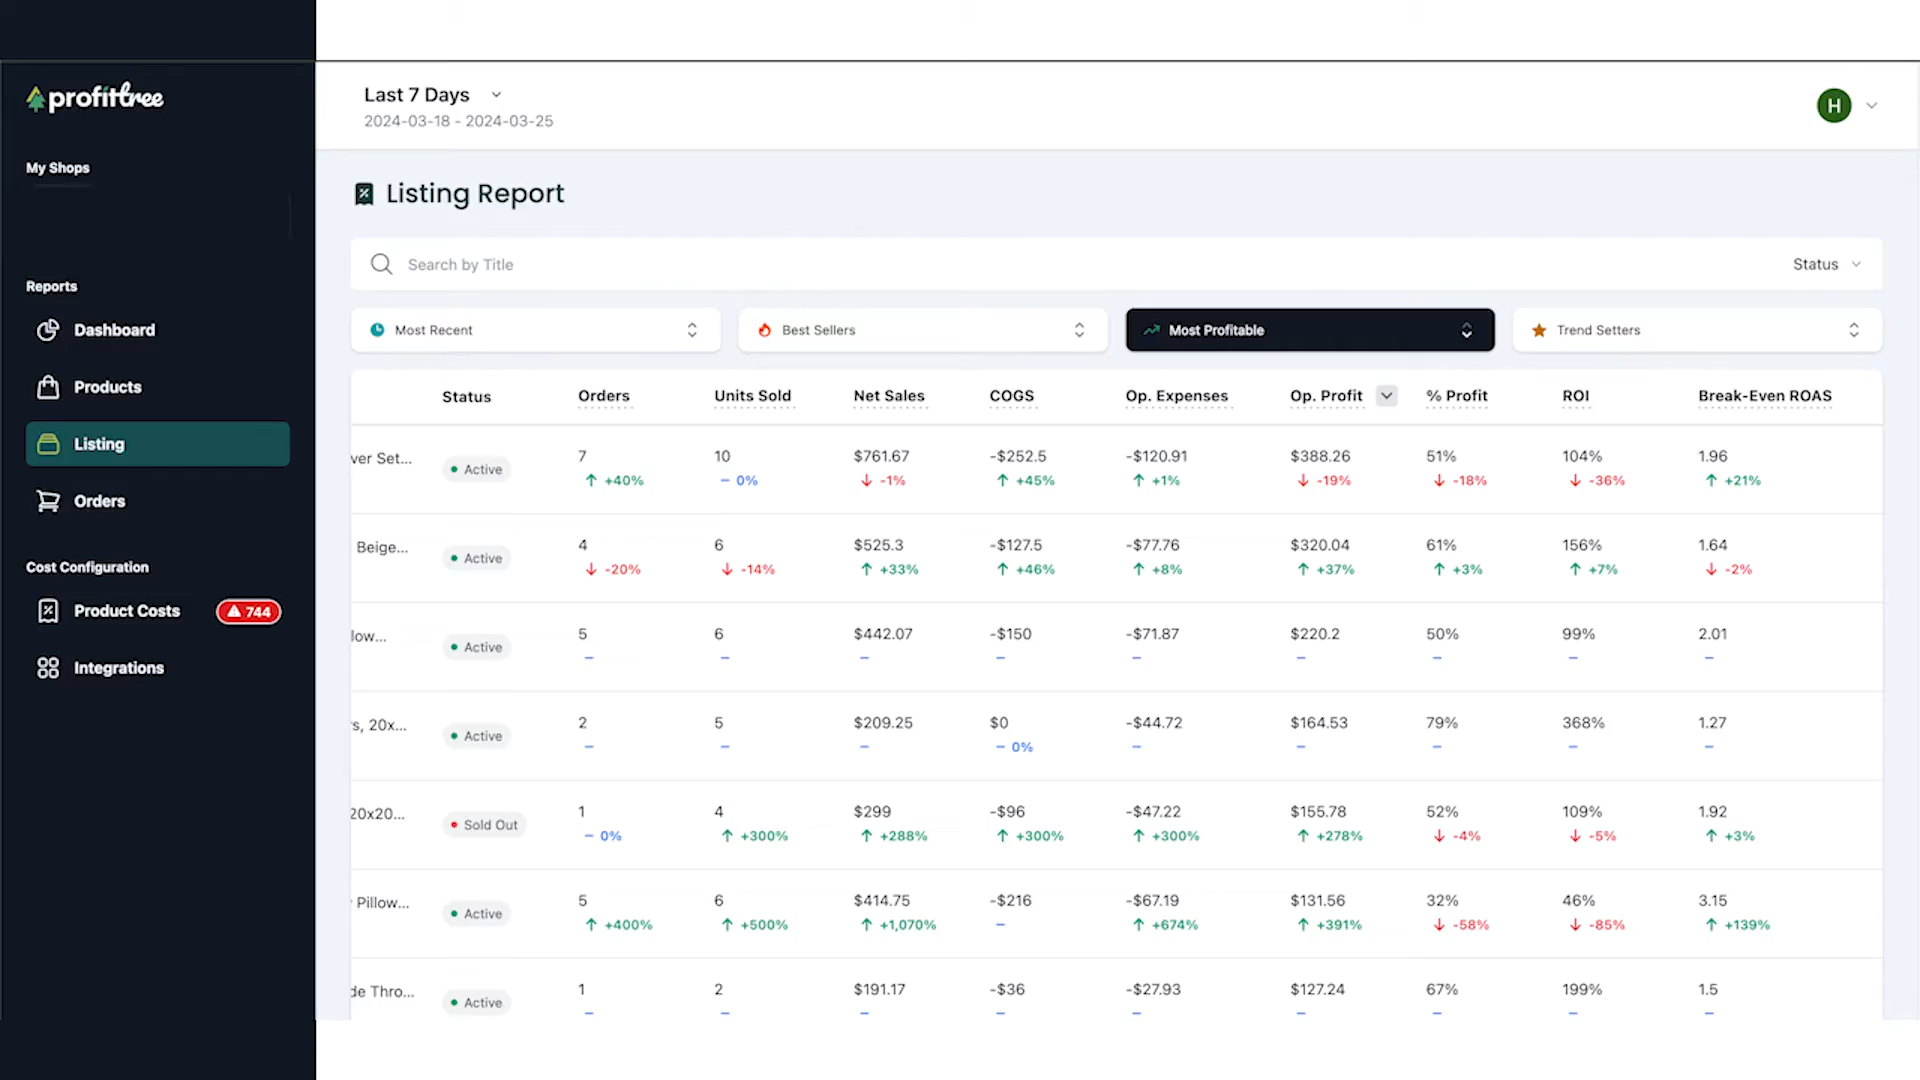 profittree
My Shops
Reports
Dashboard
Products
Listing
Orders
Cost Configuration
Product Costs 744
Integrations
Last 7 Days
2024-03-18 - 2024-03-25
H
Listing Report
Search by Title
Status
Most Recent
Best Sellers
Most Profitable
Trend Setters
Status Orders Units Sold Net Sales COGS Op. Expenses Op. Profit % Profit ROI Break-Even ROAS
ver Set... Active 7 10 $761.67 -$252.5 -$120.91 $388.26 51% 104% 1.96
↑ +40% – 0% ↓ -1% ↑ +45% ↑ +1% ↓ -19% ↓ -18% ↓ -36% ↑ +21%
Beige... Active 4 6 $525.3 -$127.5 -$77.76 $320.04 61% 156% 1.64
↓ -20% ↓ -14% ↑ +33% ↑ +46% ↑ +8% ↑ +37% ↑ +3% ↑ +7% ↓ -2%
low... Active 5 6 $442.07 -$150 -$71.87 $220.2 50% 99% 2.01
– – – – – – – – –
s, 20x... Active 2 5 $209.25 $0 -$44.72 $164.53 79% 368% 1.27
– – – – 0% – – – – –
20x20... Sold Out 1 4 $299 -$96 -$47.22 $155.78 52% 109% 1.92
– 0% ↑ +300% ↑ +288% ↑ +300% ↑ +300% ↑ +278% ↓ -4% ↓ -5% ↑ +3%
Pillow... Active 5 6 $414.75 -$216 -$67.19 $131.56 32% 46% 3.15
↑ +400% ↑ +500% ↑ +1,070% – ↑ +674% ↑ +391% ↓ -58% ↓ -85% ↑ +139%
de Thro... Active 1 2 $191.17 -$36 -$27.93 $127.24 67% 199% 1.5
– – – – – – – – –